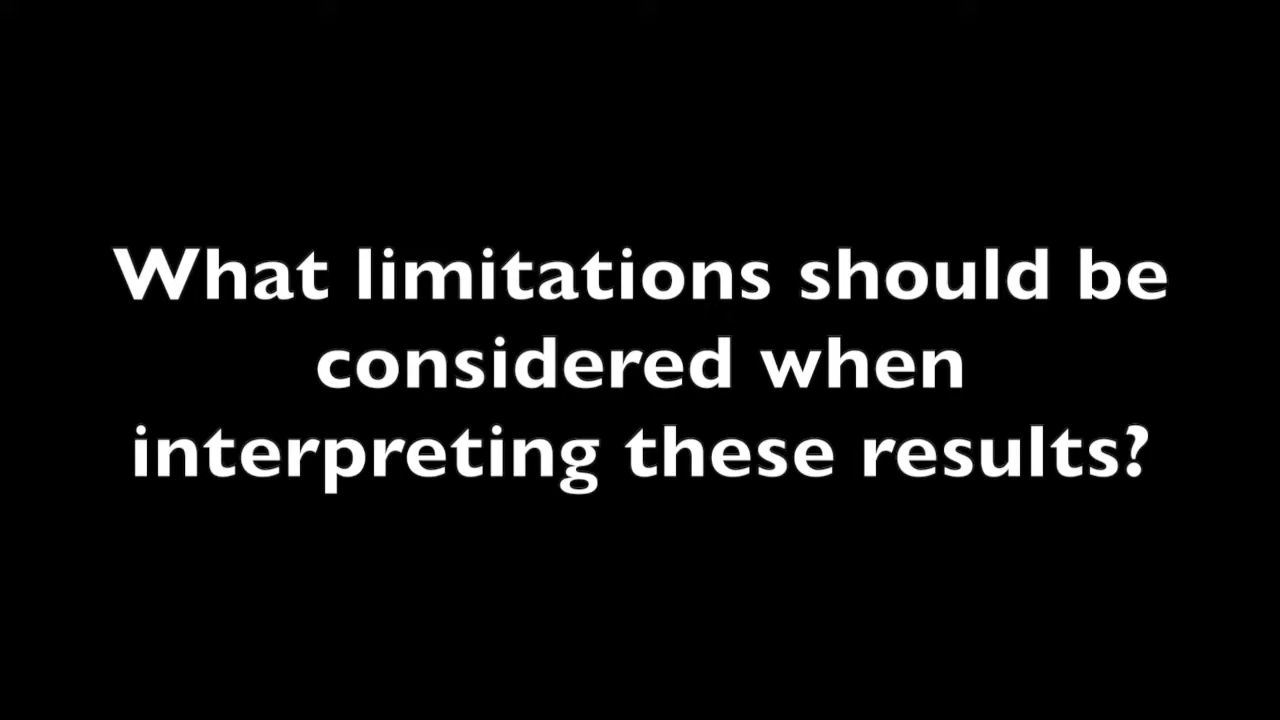 What limitations should be
considered when
interpreting these results?